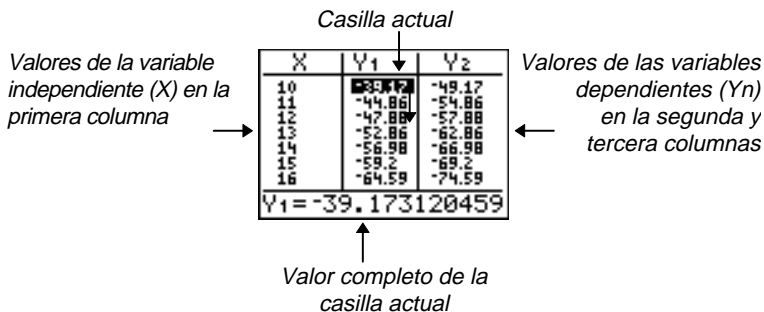 Casilla actual
Valores de la variable
independiente (X) en la
primera columna
X Y1 Y2
10 -39.17 -49.17
11 -44.86 -54.86
12 -47.88 -57.88
13 -52.86 -62.86
14 -56.98 -66.98
15 -59.2 -69.2
16 -64.59 -74.59
Y1=-39.173120459
Valores de las variables
dependientes (Yn)
en la segunda y
tercera columnas
Valor completo de la
casilla actual